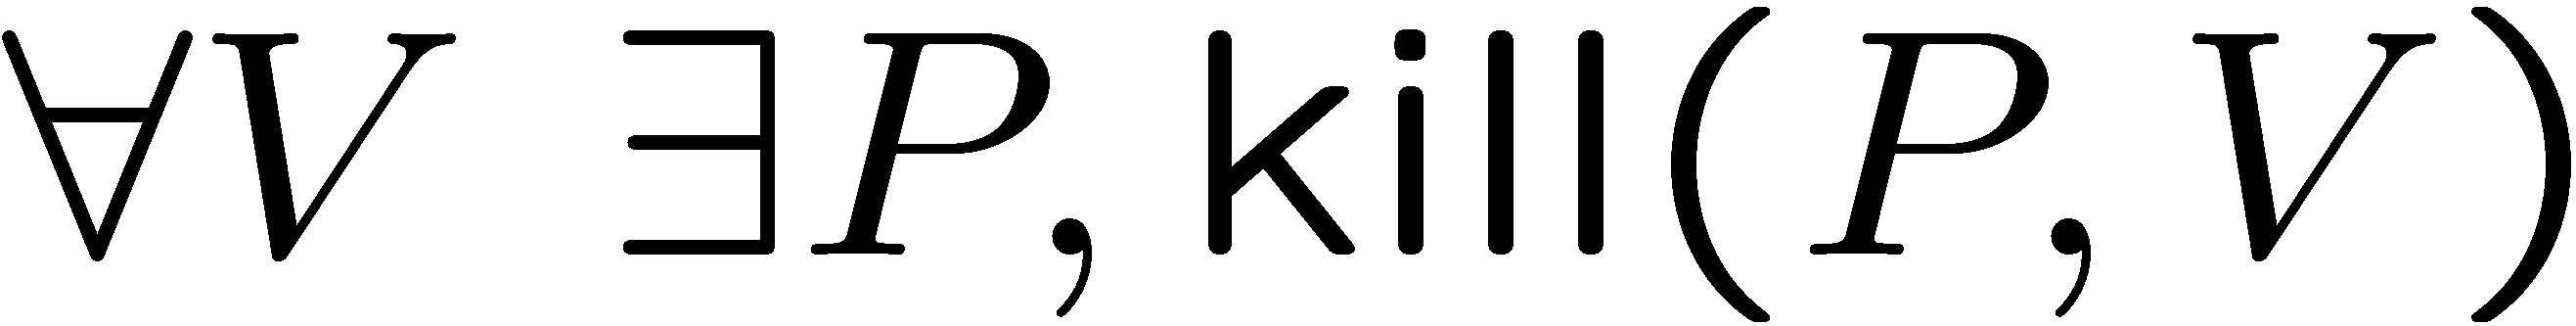 ∀V ∃P, kill(P, V)